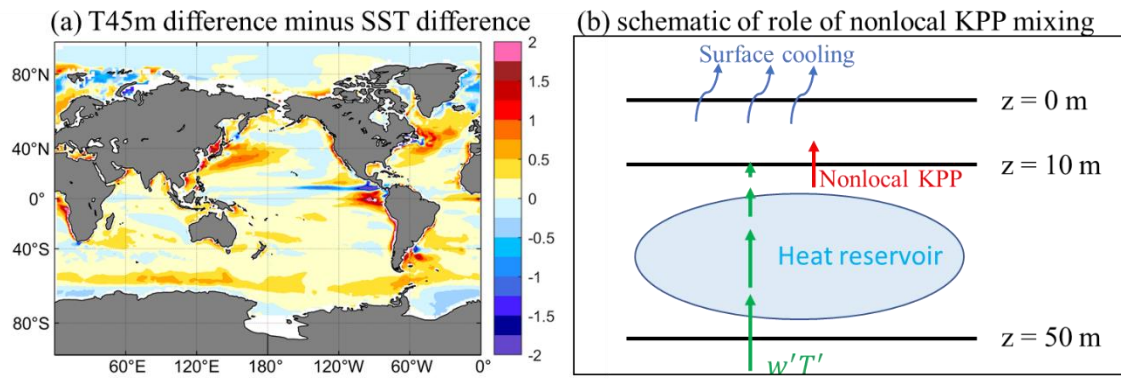 (a) T45m difference minus SST difference
80°N
40°N
0°
40°S
80°S
60°E
120°E
180°W
120°W
60°W
0°
2
1.5
1
0.5
0
-0.5
-1
-1.5
-2
(b) schematic of role of nonlocal KPP mixing
Surface cooling
z = 0 m
z = 10 m
Nonlocal KPP
Heat reservoir
z = 50 m
w'T'